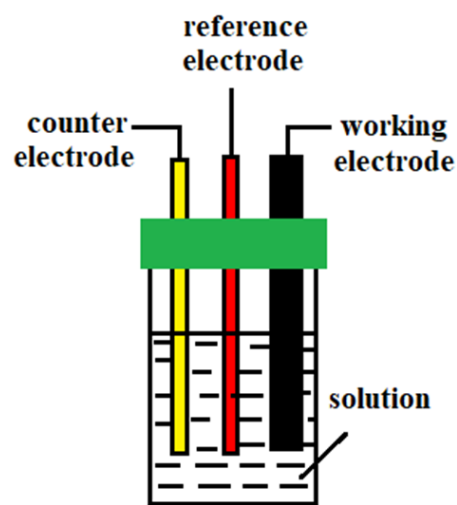 reference
electrode
counter
electrode
working
electrode
solution